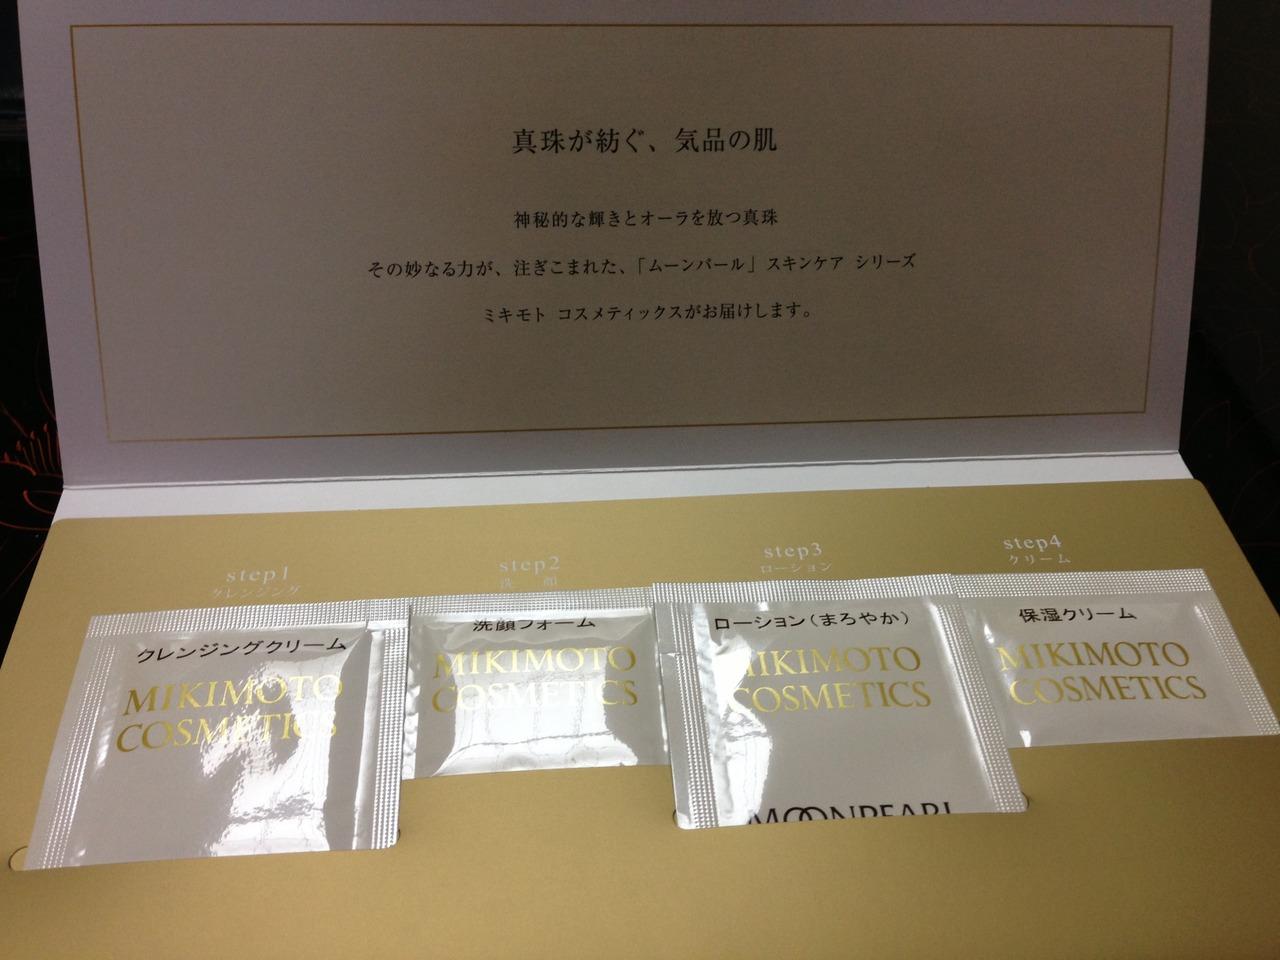 真珠が紡ぐ、気品の肌
神秘的な輝きとオーラを放つ真珠
その妙なる力が、注ぎこまれた、「ムーンパール」スキンケア シリーズ
ミキモト コスメティックスがお届けします。
step1
クレンジング
step2
洗 顔
step3
ローション
step4
クリーム
クレンジングクリーム
MIKIMOTO
COSMETICS
洗顔フォーム
MIKIMOTO
COSMETICS
ローション(まろやか)
MIKIMOTO
COSMETICS
MOONPEARL
保湿クリーム
MIKIMOTO
COSMETICS